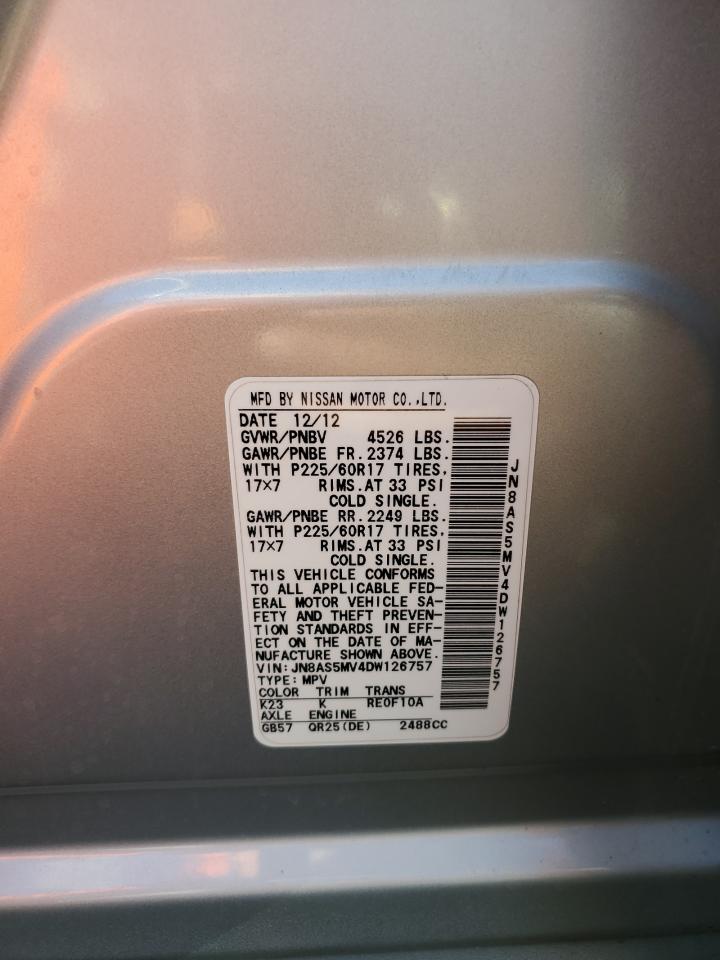 MFD BY NISSAN MOTOR CO.,LTD.
DATE 12/12
GVWR/PNBV 4526 LBS.
GAWR/PNBE FR. 2374 LBS.
WITH P225/60R17 TIRES,
17×7 RIMS.AT 33 PSI
COLD SINGLE.
GAWR/PNBE RR. 2249 LBS.
WITH P225/60R17 TIRES,
17×7 RIMS.AT 33 PSI
COLD SINGLE.
THIS VEHICLE CONFORMS
TO ALL APPLICABLE FED-
ERAL MOTOR VEHICLE SA-
FETY AND THEFT PREVEN-
TION STANDARDS IN EFF-
ECT ON THE DATE OF MA-
NUFACTURE SHOWN ABOVE.
VIN:JN8AS5MV4DW126757
TYPE:MPV
COLOR TRIM TRANS
K23 K RE0F10A
AXLE ENGINE
GB57 QR25(DE) 2488CC
JN8AS5MV4DW126757